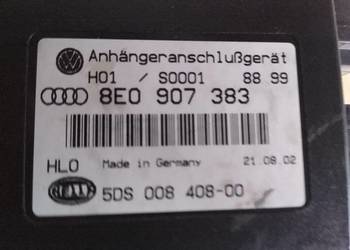 Anhängeranschlußgerät
H01 / S0001 88 99
8E0 907 383
HLO Made in Germany 21.08.02
HELLA 5DS 008 408-00